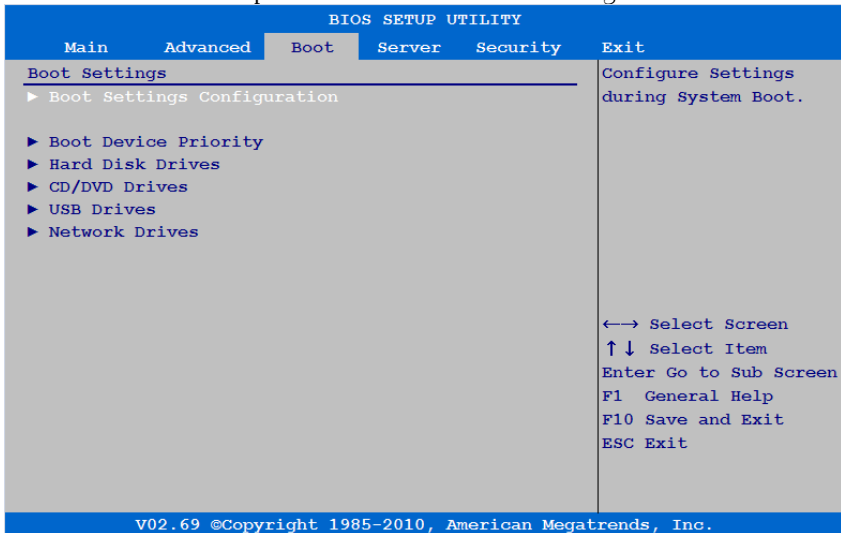 BIOS SETUP UTILITY
Main Advanced Boot Server Security Exit
Boot Settings
► Boot Settings Configuration
► Boot Device Priority
► Hard Disk Drives
► CD/DVD Drives
► USB Drives
► Network Drives
Configure Settings
during System Boot.
←→ Select Screen
↑↓ Select Item
Enter Go to Sub Screen
F1 General Help
F10 Save and Exit
ESC Exit
V02.69 ©Copyright 1985-2010, American Megatrends, Inc.